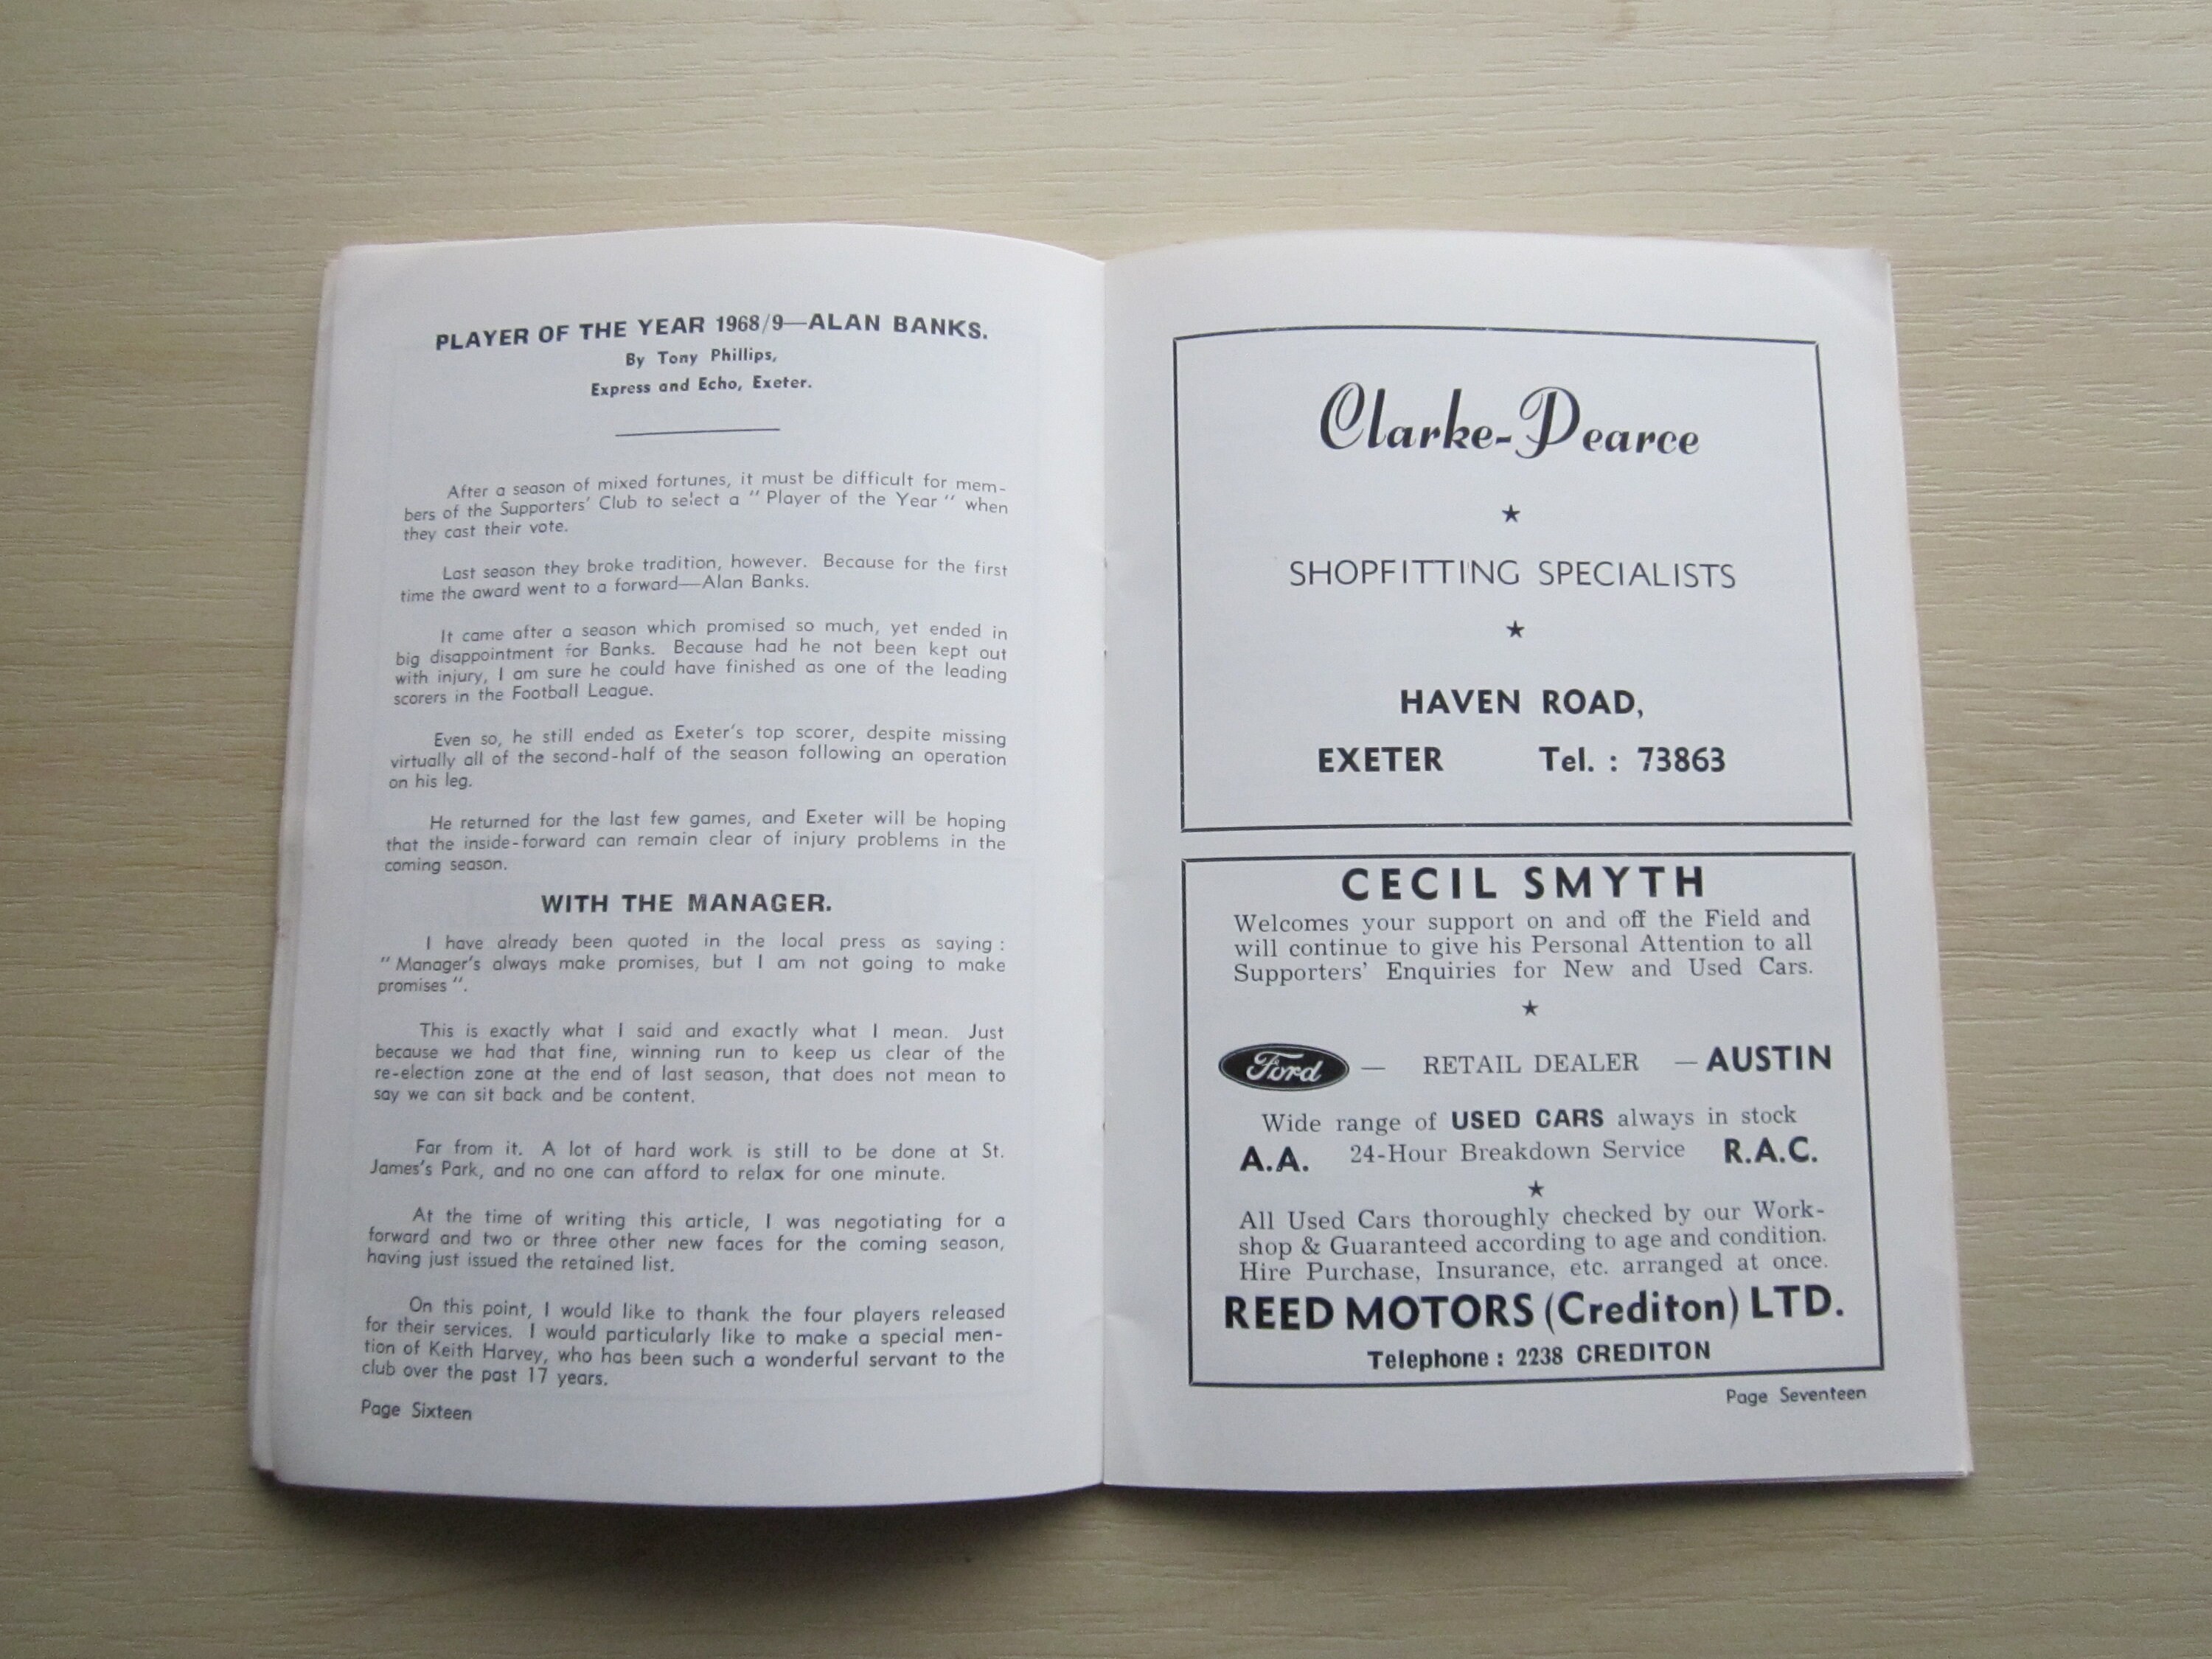 PLAYER OF THE YEAR 1968/9—ALAN BANKS.
By Tony Phillips,
Express and Echo, Exeter.
After a season of mixed fortunes, it must be difficult for mem-
bers of the Supporters' Club to select a "Player of the Year" when
they cast their vote.
Last season they broke tradition, however. Because for the first
time the award went to a forward—Alan Banks.
It came after a season which promised so much, yet ended in
big disappointment for Banks. Because had he not been kept out
with injury, I am sure he could have finished as one of the leading
scorers in the Football League.
Even so, he still ended as Exeter's top scorer, despite missing
virtually all of the second-half of the season following an operation
on his leg.
He returned for the last few games, and Exeter will be hoping
that the inside-forward can remain clear of injury problems in the
coming season.
WITH THE MANAGER.
I have already been quoted in the local press as saying :
"Manager's always make promises, but I am not going to make
promises".
This is exactly what I said and exactly what I mean. Just
because we had that fine, winning run to keep us clear of the
re-election zone at the end of last season, that does not mean to
say we can sit back and be content.
Far from it. A lot of hard work is still to be done at St.
James's Park, and no one can afford to relax for one minute.
At the time of writing this article, I was negotiating for a
forward and two or three other new faces for the coming season,
having just issued the retained list.
On this point, I would like to thank the four players released
for their services. I would particularly like to make a special men-
tion of Keith Harvey, who has been such a wonderful servant to the
club over the past 17 years.
Page Sixteen
Clarke-Pearce
★
SHOPFITTING SPECIALISTS
★
HAVEN ROAD,
EXETER Tel. : 73863
CECIL SMYTH
Welcomes your support on and off the Field and
will continue to give his Personal Attention to all
Supporters' Enquiries for New and Used Cars.
★
Ford — RETAIL DEALER — AUSTIN
Wide range of USED CARS always in stock
A.A. 24-Hour Breakdown Service R.A.C.
★
All Used Cars thoroughly checked by our Work-
shop & Guaranteed according to age and condition.
Hire Purchase, Insurance, etc. arranged at once.
REED MOTORS (Crediton) LTD.
Telephone : 2238 CREDITON
Page Seventeen